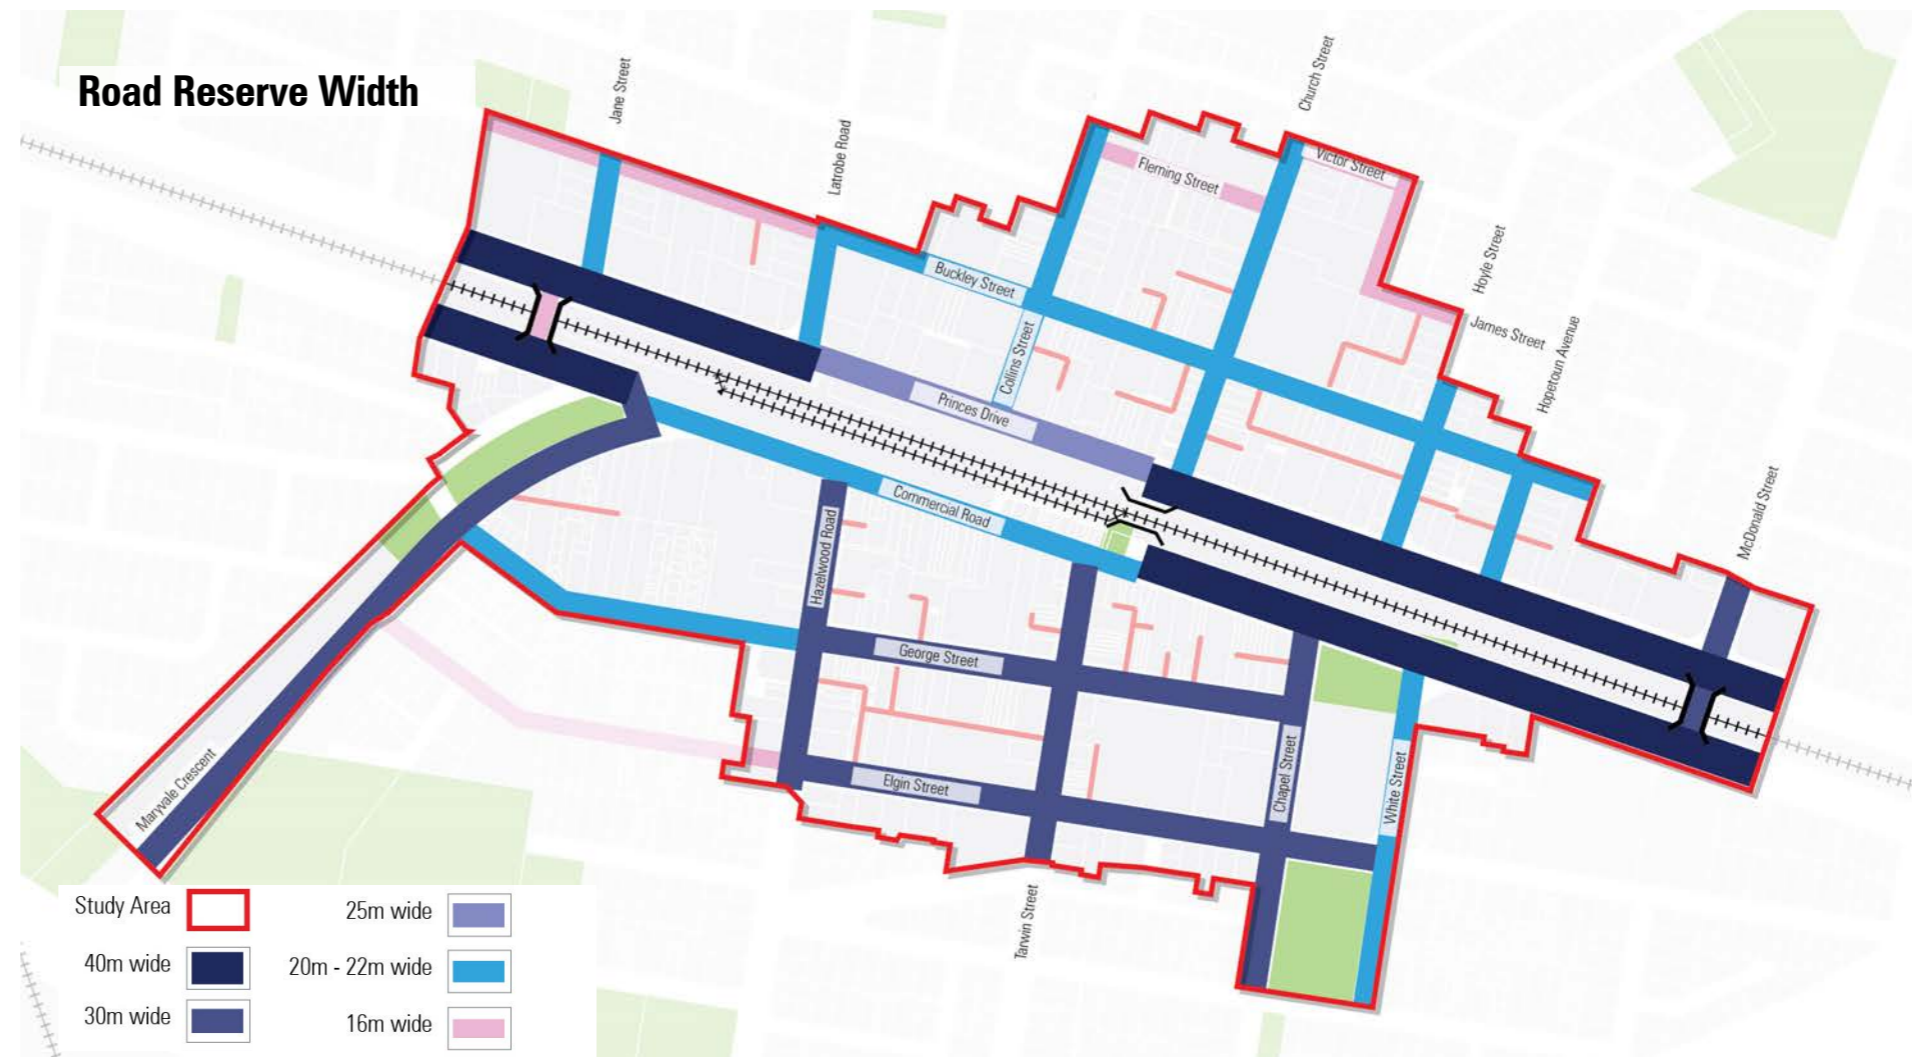 Road Reserve Width
Jane Street
Latrobe Road
Church Street
Victor Street
Fleming Street
Hoyle Street
James Street
Hoppetoun Avenue
Buckley Street
Collins Street
Princes Drive
McDonald Street
Commercial Road
Hazelwood Road
George Street
Chapel Street
White Street
Elgin Street
Maryvale Crescent
Tarwin Street
Study Area
40m wide
30m wide
25m wide
20m - 22m wide
16m wide